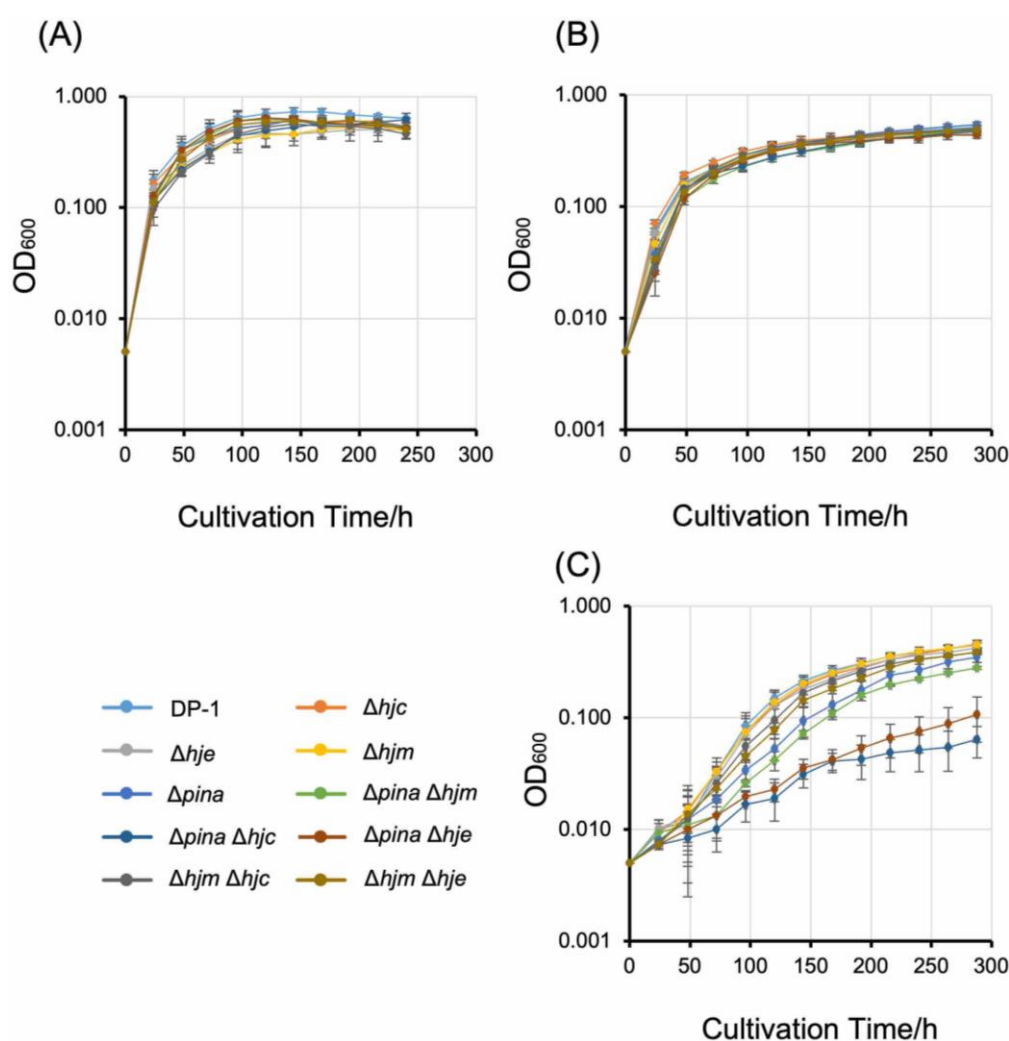 (A)
1.000
0.100
0.010
0.001
OD600
0 50 100 150 200 250 300
Cultivation Time/h
(B)
1.000
0.100
0.010
0.001
OD600
0 50 100 150 200 250 300
Cultivation Time/h
DP-1 Δhjc
Δhje Δhjm
Δpina Δpina Δhjm
Δpina Δhjc Δpina Δhje
Δhjm Δhjc Δhjm Δhje
(C)
1.000
0.100
0.010
0.001
OD600
0 50 100 150 200 250 300
Cultivation Time/h